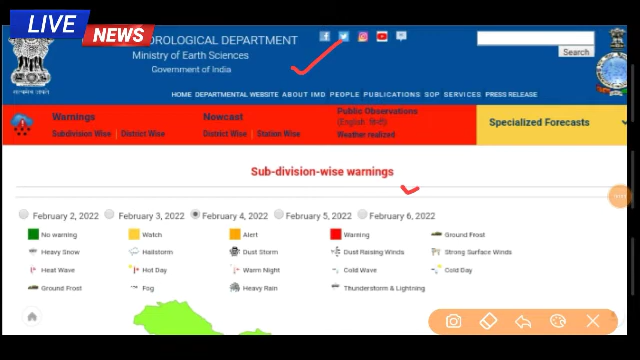 LIVE
NEWS
OROLOGICAL DEPARTMENT
Ministry of Earth Sciences
Government of India
Search
HOME DEPARTMENTAL WEBSITE ABOUT IMD PEOPLE PUBLICATIONS SOP SERVICES PRESS RELEASE
Warnings
Subdivision Wise | District Wise
Nowcast
District Wise | Station Wise
Public Observations
(English हिन्दी)
Weather realized
Specialized Forecasts
Sub-division-wise warnings
February 2, 2022 February 3, 2022 February 4, 2022 February 5, 2022 February 6, 2022
No warning Watch Alert Warning Ground Frost
Heavy Snow Hailstorm Dust Storm Dust Raising Winds Strong Surface Winds
Heat Wave Hot Day Warm Night Cold Wave Cold Day
Ground Frost Fog Heavy Rain Thunderstorm & Lightning